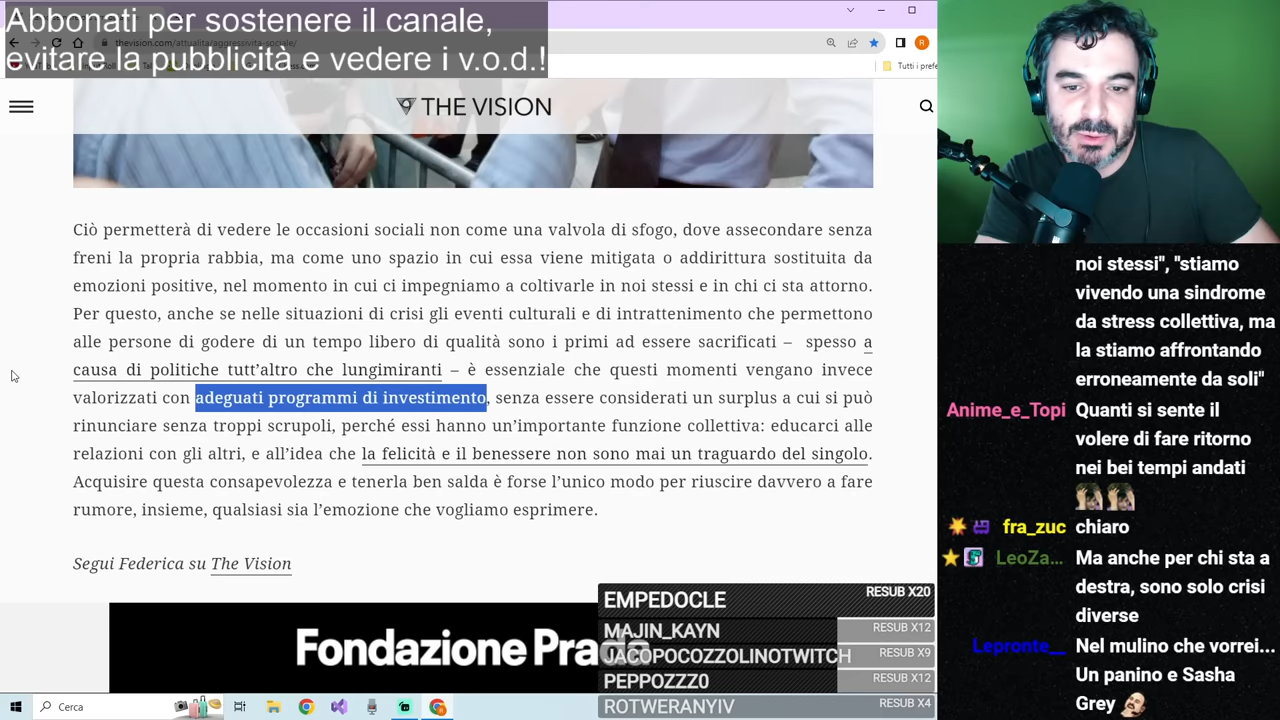 Abbonati per sostenere il canale,
evitare la pubblicità e vedere i v.o.d.!
thevision.com/attualita/aggressivita-sociale/
Tutti i prefe
THE VISION
Ciò permetterà di vedere le occasioni sociali non come una valvola di sfogo, dove assecondare senza
freni la propria rabbia, ma come uno spazio in cui essa viene mitigata o addirittura sostituita da
emozioni positive, nel momento in cui ci impegniamo a coltivarle in noi stessi e in chi ci sta attorno.
Per questo, anche se nelle situazioni di crisi gli eventi culturali e di intrattenimento che permettono
alle persone di godere di un tempo libero di qualità sono i primi ad essere sacrificati – spesso a
causa di politiche tutt’altro che lungimiranti – è essenziale che questi momenti vengano invece
valorizzati con adeguati programmi di investimento, senza essere considerati un surplus a cui si può
rinunciare senza troppi scrupoli, perché essi hanno un’importante funzione collettiva: educarci alle
relazioni con gli altri, e all’idea che la felicità e il benessere non sono mai un traguardo del singolo.
Acquisire questa consapevolezza e tenerla ben salda è forse l’unico modo per riuscire davvero a fare
rumore, insieme, qualsiasi sia l’emozione che vogliamo esprimere.
Segui Federica su The Vision
Fondazione Prada
EMPEDOCLE RESUB X20
MAJIN_KAYN RESUB X12
JACOPOCOZZOLINOTWITCH RESUB X9
PEPPOZZZ0 RESUB X12
ROTWERANYIV RESUB X4
Cerca
noi stessi", "stiamo
vivendo una sindrome
da stress collettiva, ma
la stiamo affrontando
erroneamente da soli"
Anime_e_Topi Quanti si sente il
volere di fare ritorno
nei bei tempi andati
fra_zuc chiaro
LeoZa... Ma anche per chi sta a
destra, sono solo crisi
diverse
Lepronte__ Nel mulino che vorrei...
Un panino e Sasha
Grey